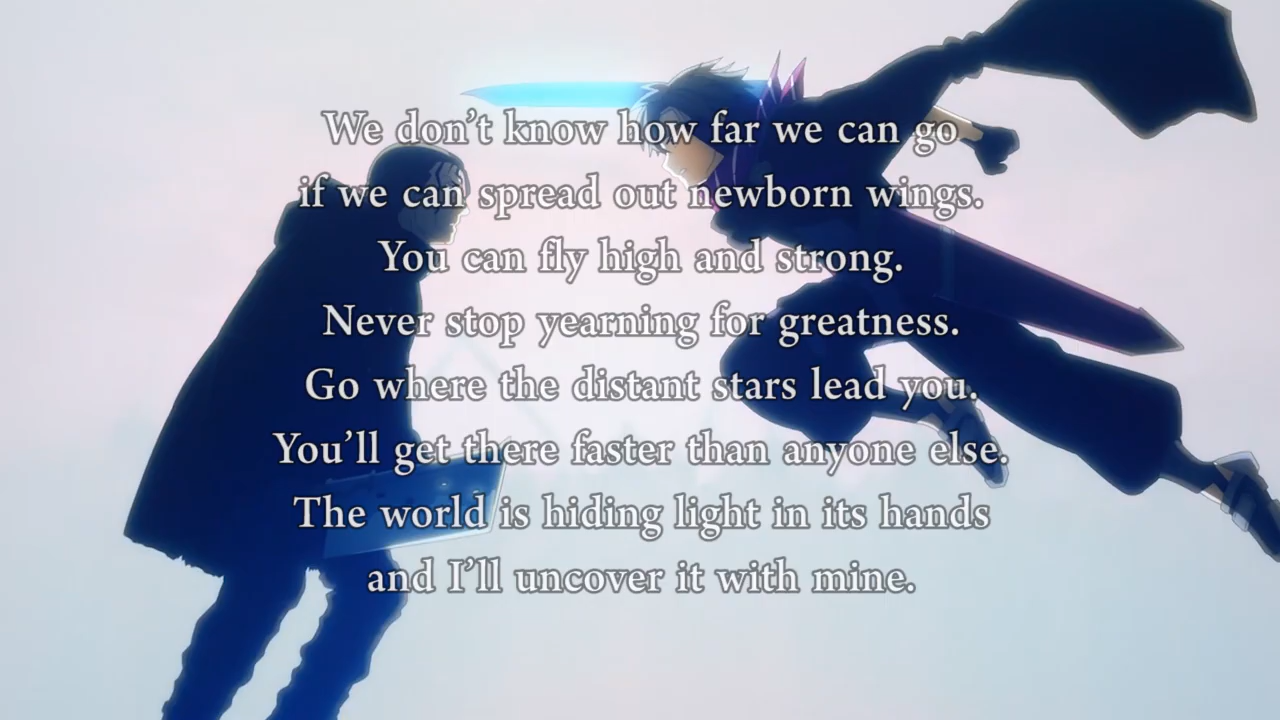 We don’t know how far we can go
if we can spread out newborn wings.
You can fly high and strong.
Never stop yearning for greatness.
Go where the distant stars lead you.
You’ll get there faster than anyone else.
The world is hiding light in its hands
and I’ll uncover it with mine.